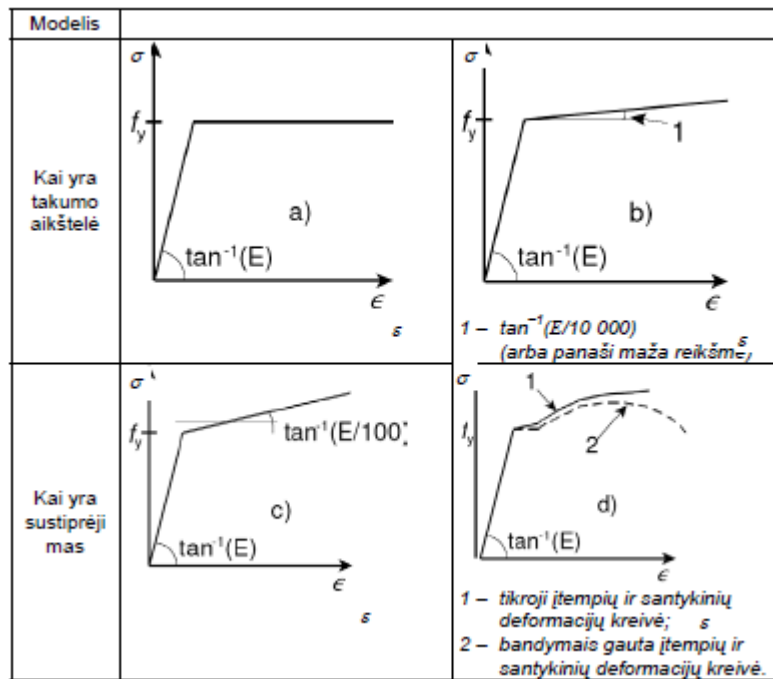 Modelis
Kai yra
takumo
aikštelė
σ
f_y
a)
tan⁻¹(E)
ϵ
ε
σ
f_y
1
b)
tan⁻¹(E)
ϵ
1 – tan⁻¹(E/10 000)
(arba panaši maža reikšmė)
ε
Kai yra
sustiprėji
mas
σ
f_y
tan⁻¹(E/100)
c)
tan⁻¹(E)
ϵ
ε
σ
1
f_y
2
d)
tan⁻¹(E)
ϵ
1 – tikroji įtempių ir santykinių
deformacijų kreivė; ε
2 – bandymais gauta įtempių ir
santykinių deformacijų kreivė.